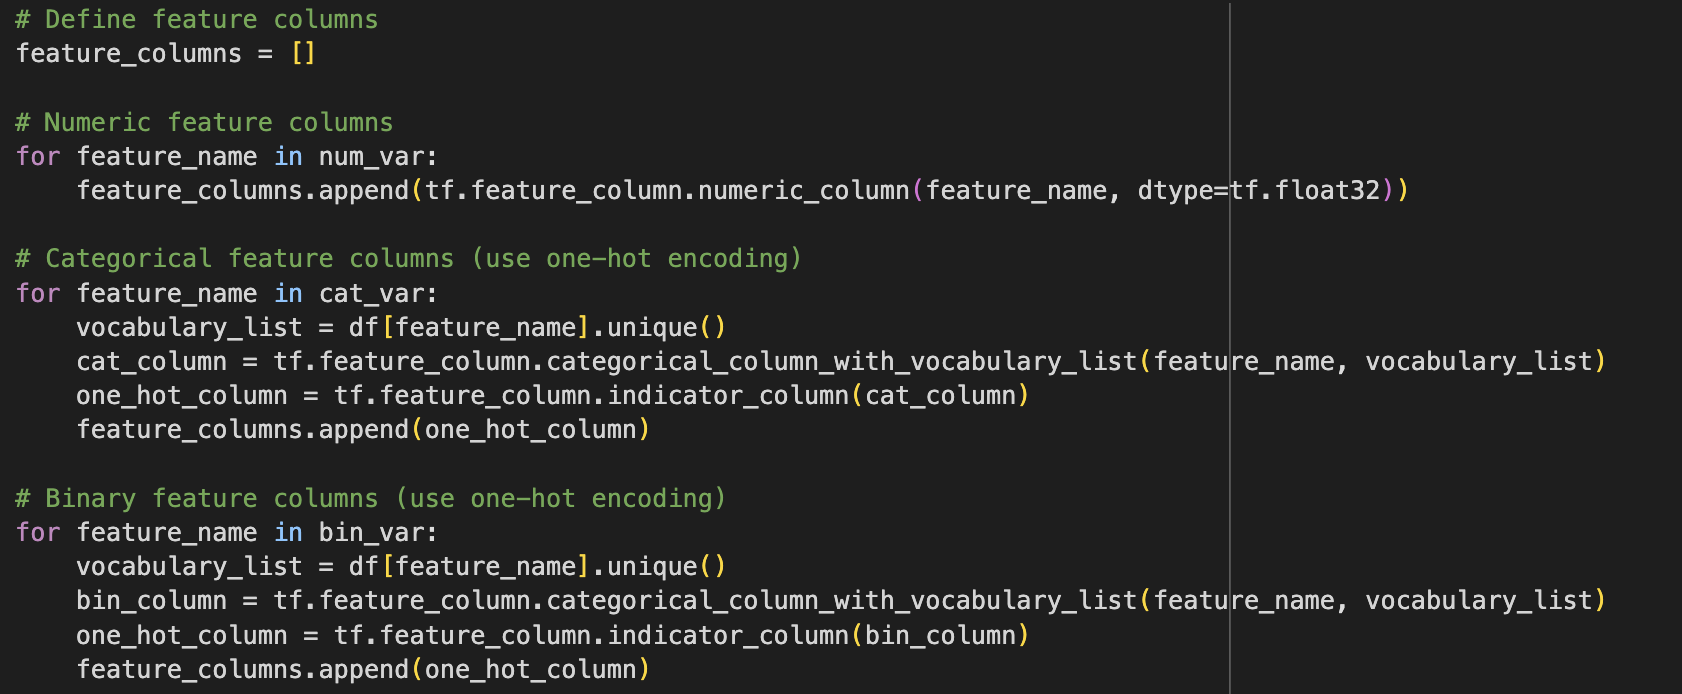 # Define feature columns
feature_columns = []

# Numeric feature columns
for feature_name in num_var:
    feature_columns.append(tf.feature_column.numeric_column(feature_name, dtype=tf.float32))

# Categorical feature columns (use one-hot encoding)
for feature_name in cat_var:
    vocabulary_list = df[feature_name].unique()
    cat_column = tf.feature_column.categorical_column_with_vocabulary_list(feature_name, vocabulary_list)
    one_hot_column = tf.feature_column.indicator_column(cat_column)
    feature_columns.append(one_hot_column)

# Binary feature columns (use one-hot encoding)
for feature_name in bin_var:
    vocabulary_list = df[feature_name].unique()
    bin_column = tf.feature_column.categorical_column_with_vocabulary_list(feature_name, vocabulary_list)
    one_hot_column = tf.feature_column.indicator_column(bin_column)
    feature_columns.append(one_hot_column)